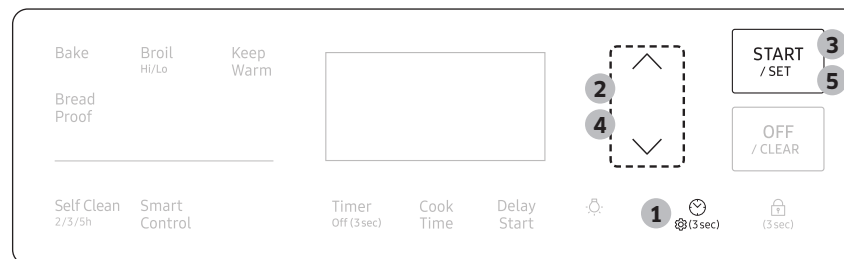 Bake
Broil
Hi/Lo
Keep
Warm
Bread
Proof
Self Clean
2/3/5h
Smart
Control
Timer
Off (3 sec)
Cook
Time
Delay
Start
2
4
1
(3 sec)
(3 sec)
START
/ SET
3
5
OFF
/ CLEAR